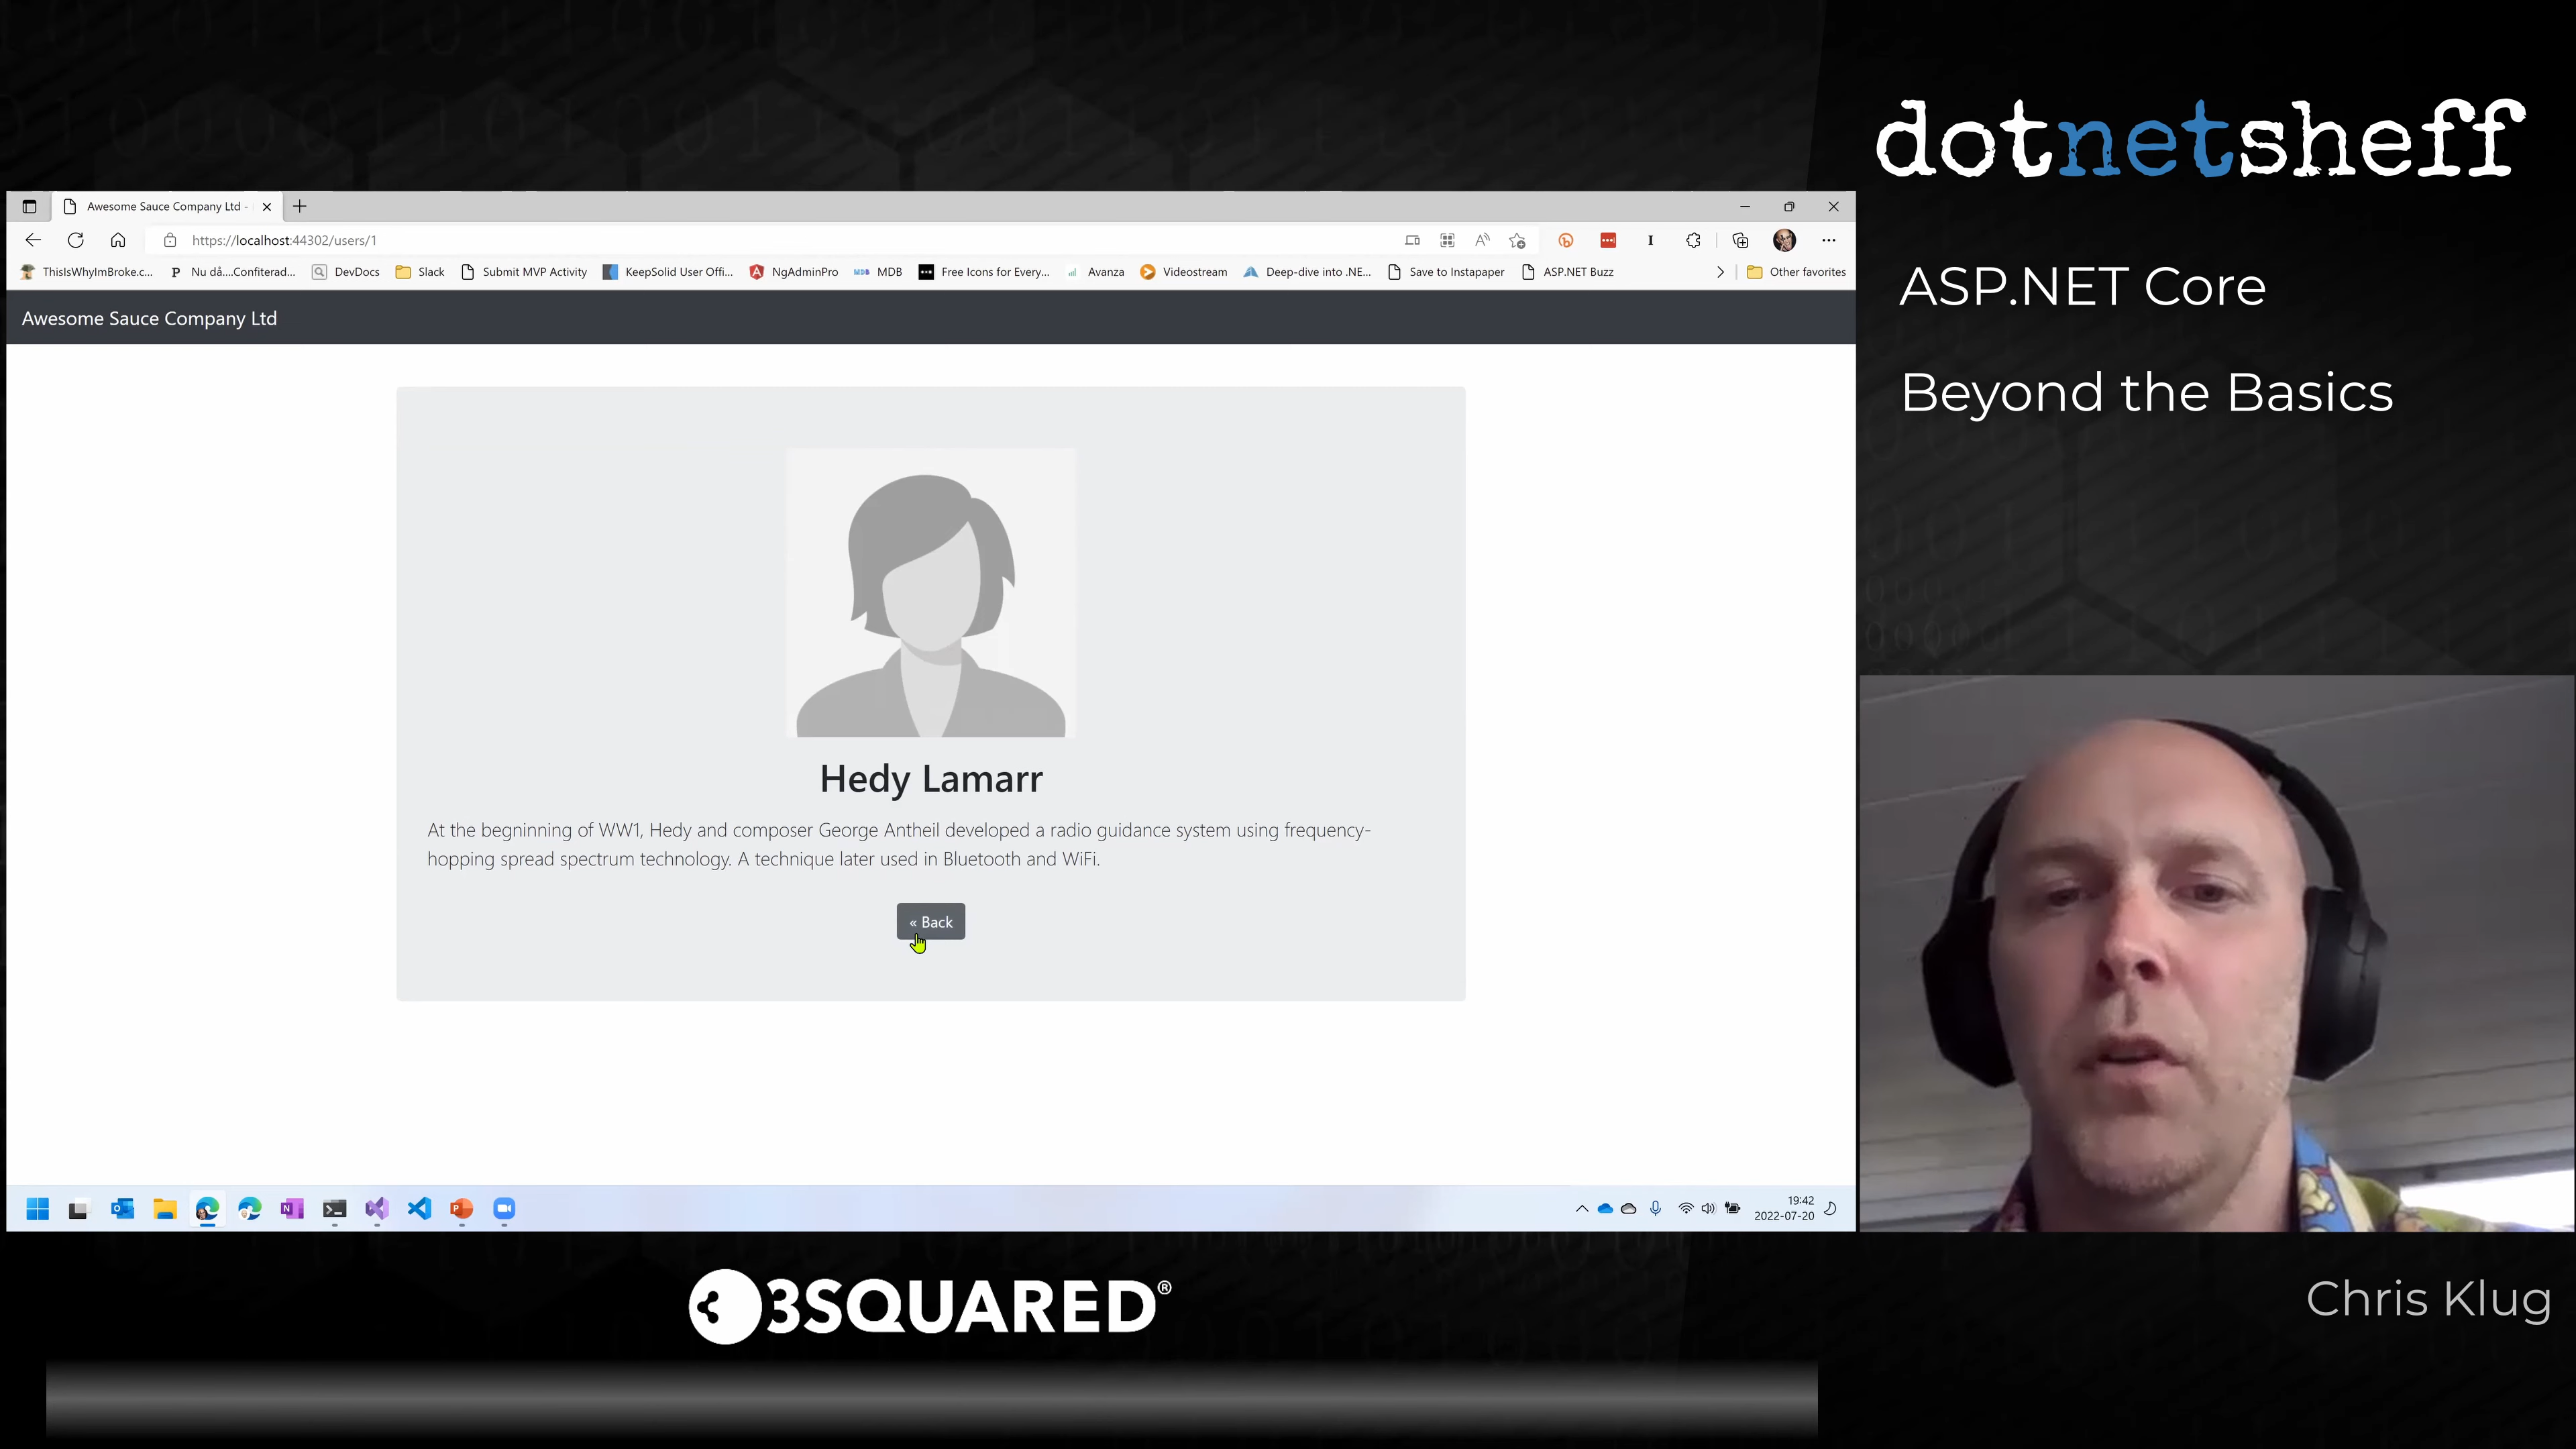 dotnetsheff
ASP.NET Core
Beyond the Basics
Awesome Sauce Company Ltd -
https://localhost:44302/users/1
ThisIsWhyImBroke.c...
Nu då....Confiterad...
DevDocs
Slack
Submit MVP Activity
KeepSolid User Offi...
NgAdminPro
MDB MDB
Free Icons for Every...
Avanza
Videostream
Deep-dive into .NE...
Save to Instapaper
ASP.NET Buzz
Other favorites
Awesome Sauce Company Ltd
Hedy Lamarr
At the begninning of WW1, Hedy and composer George Antheil developed a radio guidance system using frequency-
hopping spread spectrum technology. A technique later used in Bluetooth and WiFi.
« Back
19:42
2022-07-20
3SQUARED®
Chris Klug